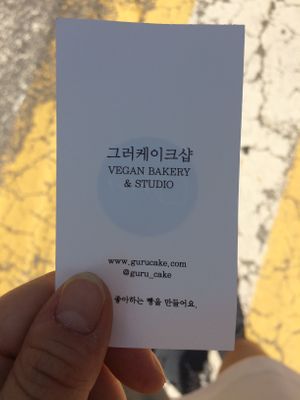 그러케이크샵
VEGAN BAKERY
& STUDIO
www.gurucake.com
@guru_cake
좋아하는 빵을 만들어요.